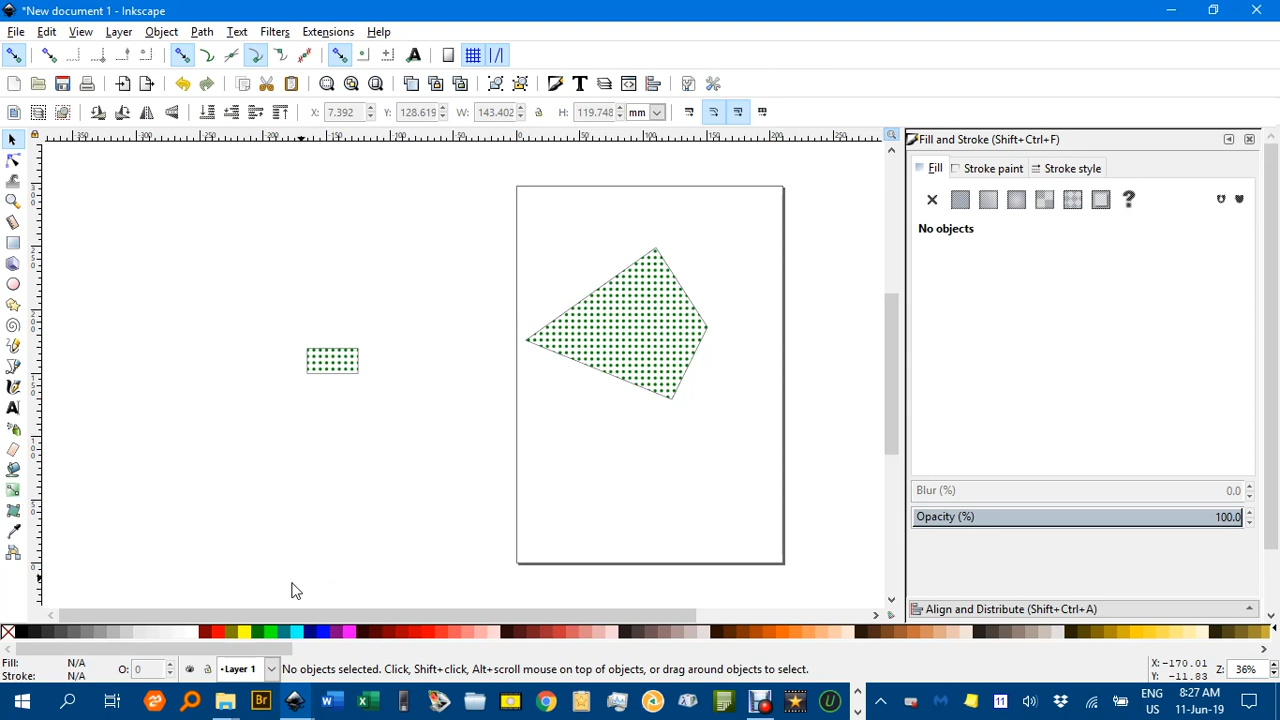 *New document 1 - Inkscape
File Edit View Layer Object Path Text Filters Extensions Help
X: 7.392 Y: 128.619 W: 143.402 H: 119.748 mm
Fill and Stroke (Shift+Ctrl+F)
Fill Stroke paint Stroke style
No objects
Blur (%) 0.0
Opacity (%) 100.0
Align and Distribute (Shift+Ctrl+A)
Fill: N/A
Stroke: N/A
O: 0
Layer 1
No objects selected. Click, Shift+click, Alt+scroll mouse on top of objects, or drag around objects to select.
X: -170.01
Y: -11.83
Z: 36%
ENG
US
8:27 AM
11-Jun-19